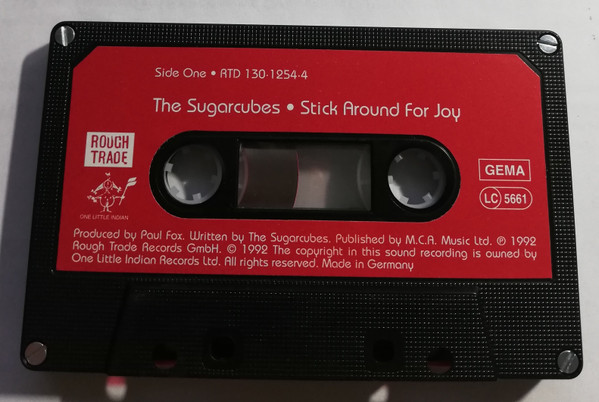 Side One • RTD 130-1254-4
The Sugarcubes • Stick Around For Joy
ROUGH
TRADE
GEMA
LC 5661
ONE LITTLE INDIAN
Produced by Paul Fox. Written by The Sugarcubes. Published by M.C.A. Music Ltd. ℗ 1992
Rough Trade Records GmbH. © 1992 The copyright in this sound recording is owned by
One Little Indian Records Ltd. All rights reserved. Made in Germany